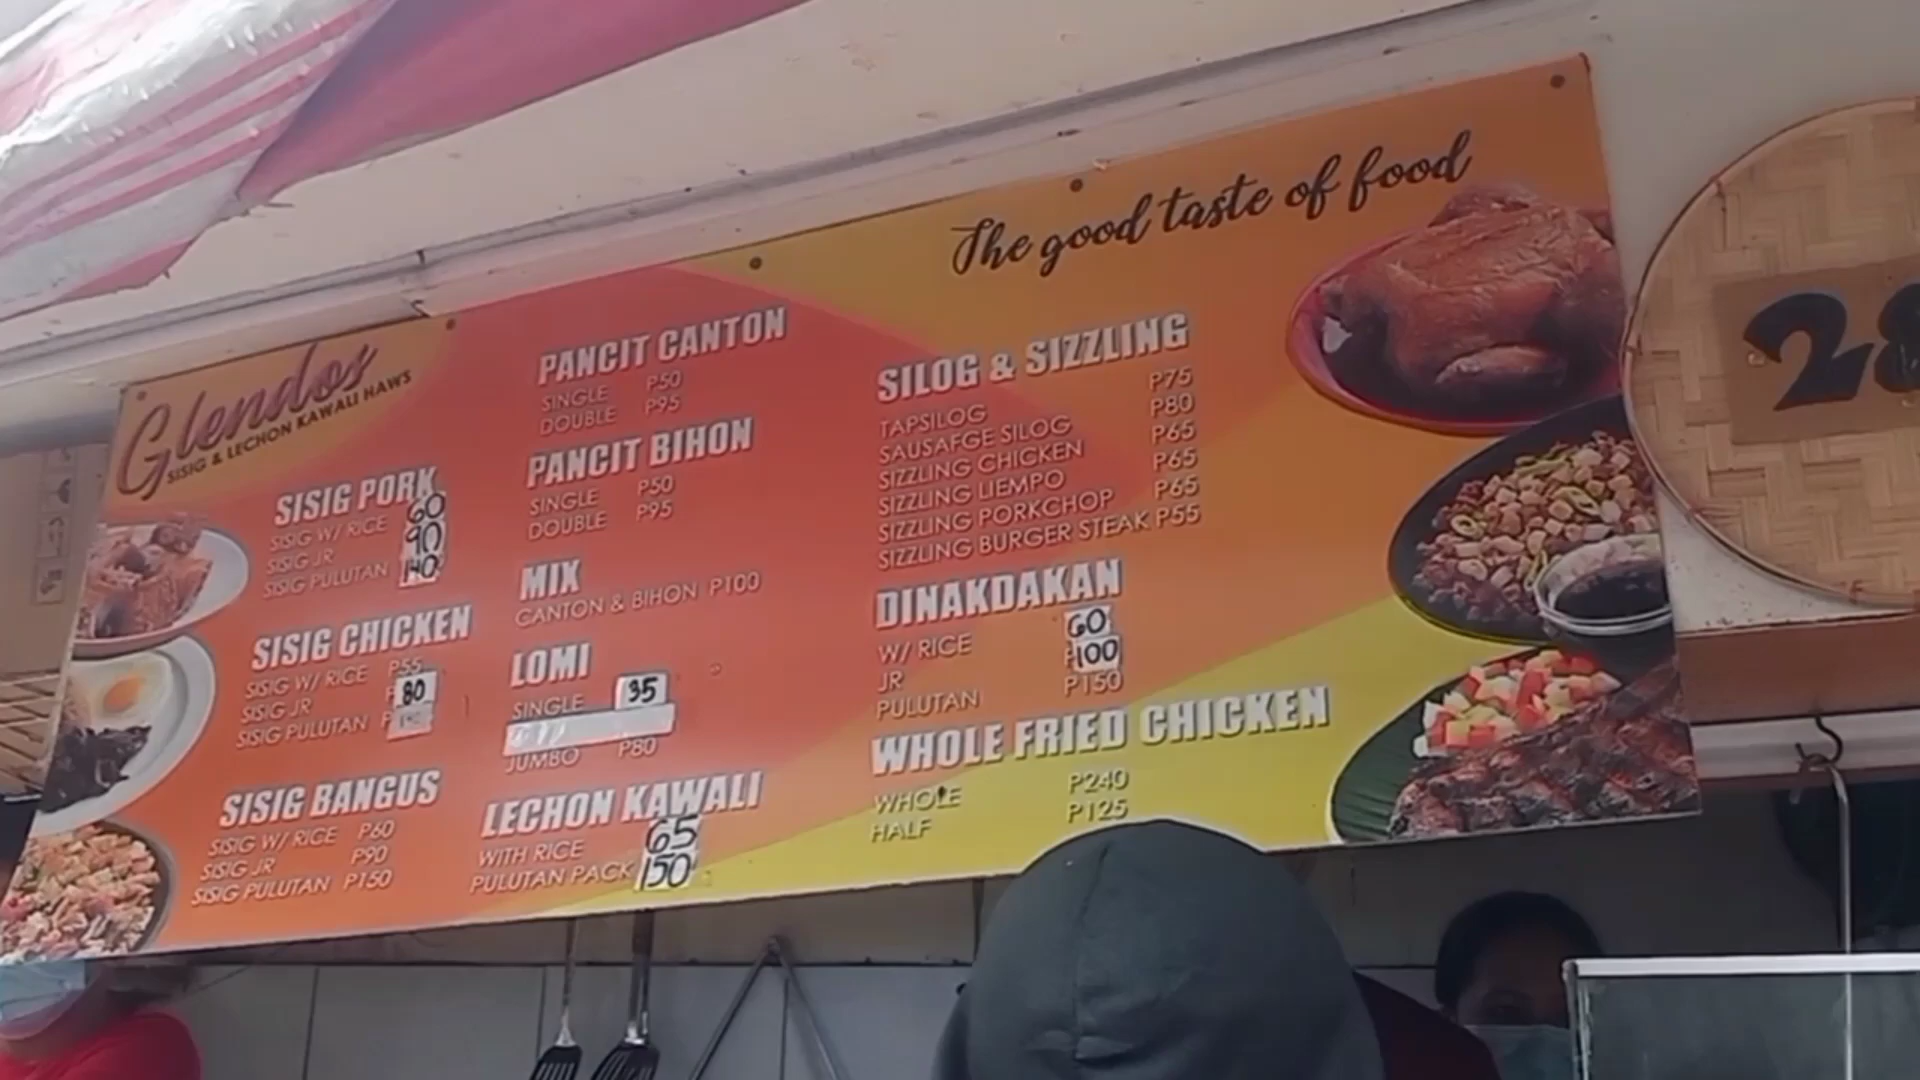 Glendos
SISIG & LECHON KAWALI HAWS
The good taste of food
SISIG PORK
SISIG W/ RICE 60
SISIG JR 90
SISIG PULUTAN 140
SISIG CHICKEN
SISIG W/ RICE P55
SISIG JR 80
SISIG PULUTAN
SISIG BANGUS
SISIG W/ RICE P60
SISIG JR P90
SISIG PULUTAN P150
PANCIT CANTON
SINGLE P50
DOUBLE P95
PANCIT BIHON
SINGLE P50
DOUBLE P95
MIX
CANTON & BIHON P100
LOMI
SINGLE 35
JUMBO P80
LECHON KAWALI
WITH RICE 65
PULUTAN PACK 150
SILOG & SIZZLING
TAPSILOG P75
SAUSAFGE SILOG P80
SIZZLING CHICKEN P65
SIZZLING LIEMPO P65
SIZZLING PORKCHOP P65
SIZZLING BURGER STEAK P55
DINAKDAKAN
W/ RICE 60
JR 100
PULUTAN P150
WHOLE FRIED CHICKEN
WHOLE P240
HALF P125
28